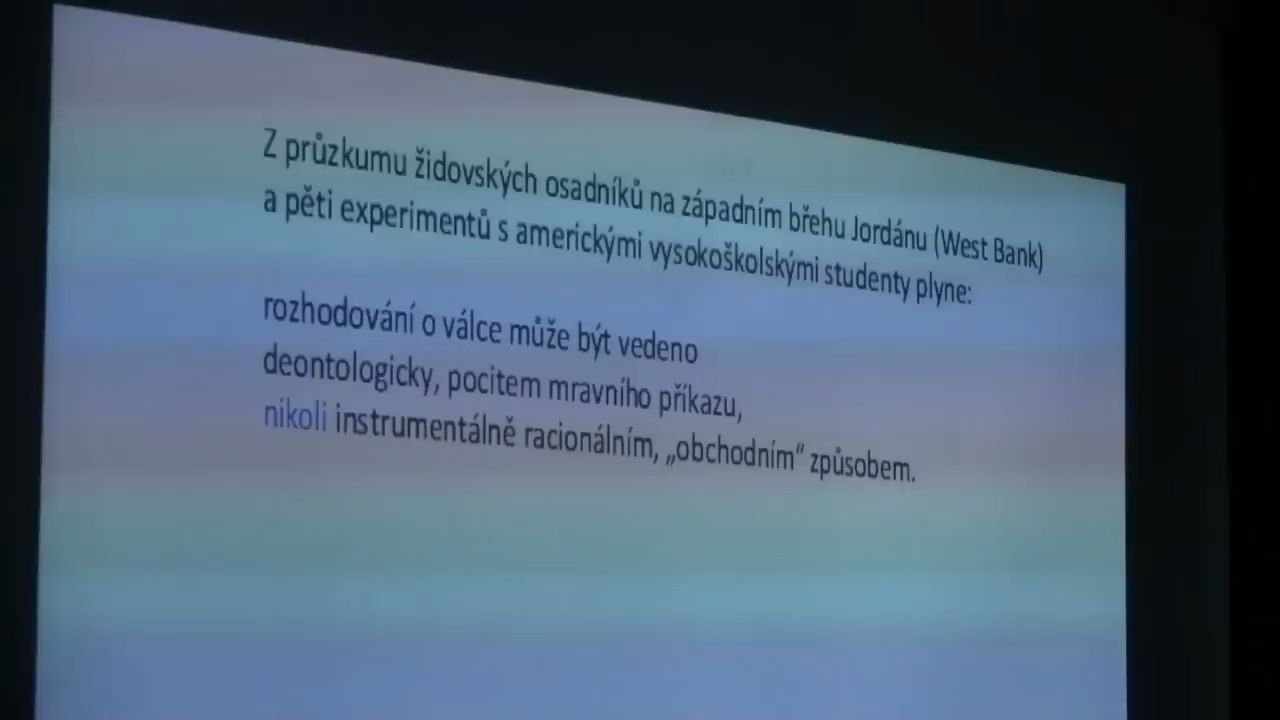 Z průzkumu židovských osadníků na západním břehu Jordánu (West Bank)
a pěti experimentů s americkými vysokoškolskými studenty plyne:
rozhodování o válce může být vedeno
deontologicky, pocitem mravního příkazu,
nikoli instrumentálně racionálním, „obchodním“ způsobem.